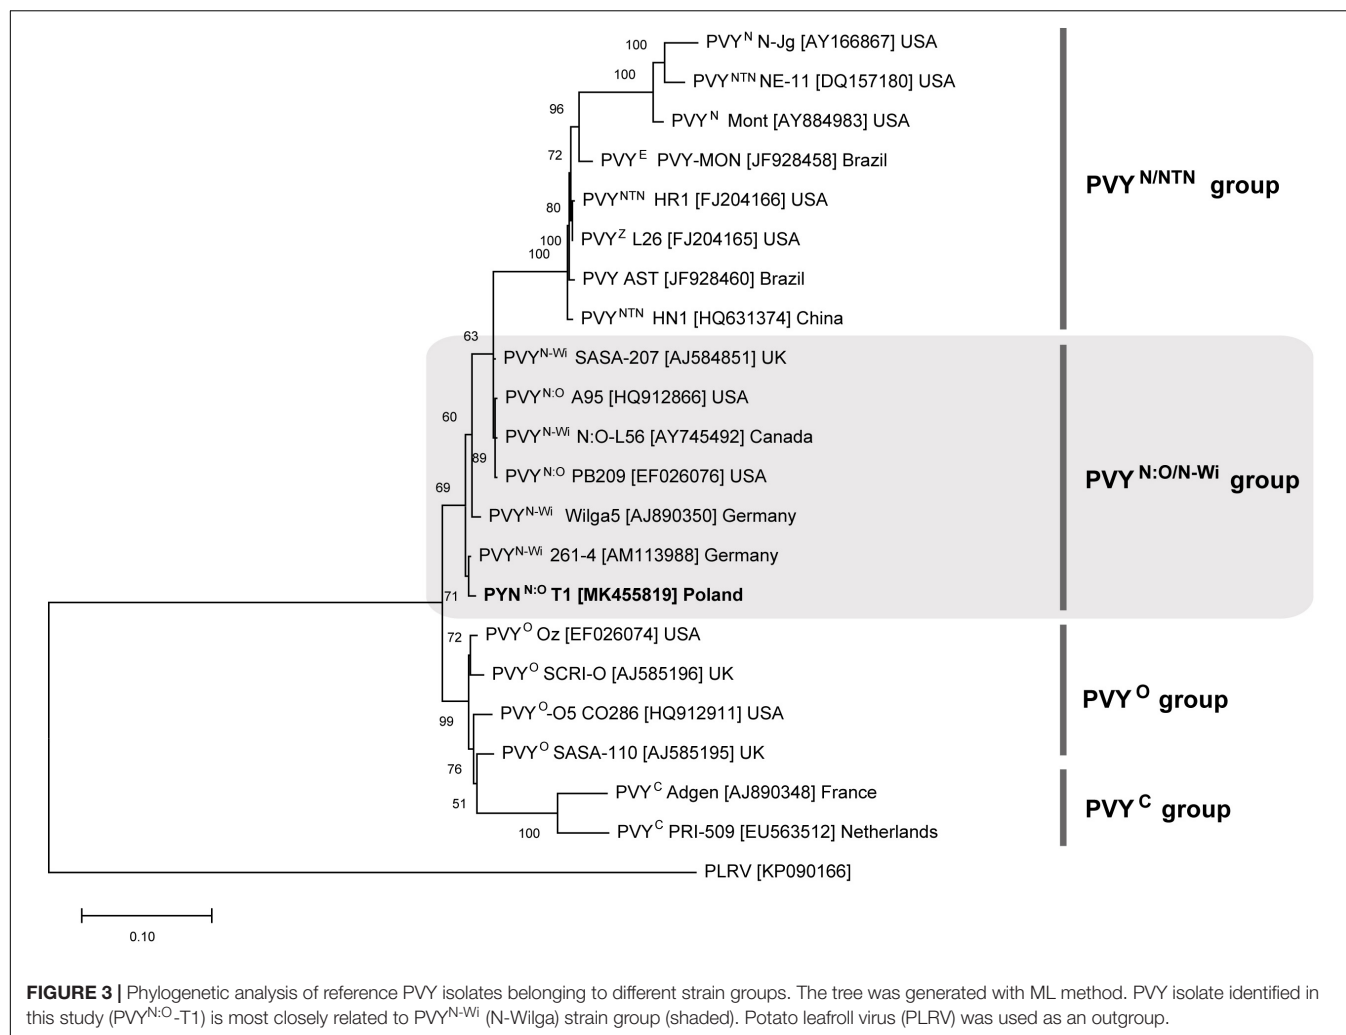 100 PVY^N N-Jg [AY166867] USA
100 PVY^NTN NE-11 [DQ157180] USA
96 PVY^N Mont [AY884983] USA
72 PVY^E PVY-MON [JF928458] Brazil
80 PVY^NTN HR1 [FJ204166] USA
PVY^N/NTN group
100 PVY^Z L26 [FJ204165] USA
100
PVY AST [JF928460] Brazil
PVY^NTN HN1 [HQ631374] China
63
PVY^N-Wi SASA-207 [AJ584851] UK
PVY^N:O A95 [HQ912866] USA
60
PVY^N-Wi N:O-L56 [AY745492] Canada
89
PVY^N:O PB209 [EF026076] USA
PVY^N:O/N-Wi group
69
PVY^N-Wi Wilga5 [AJ890350] Germany
PVY^N-Wi 261-4 [AM113988] Germany
71 PYN^N:O T1 [MK455819] Poland
72 PVY^O Oz [EF026074] USA
PVY^O SCRI-O [AJ585196] UK
PVY^O group
99 PVY^O-O5 CO286 [HQ912911] USA
PVY^O SASA-110 [AJ585195] UK
76
51 PVY^C Adgen [AJ890348] France
PVY^C group
100 PVY^C PRI-509 [EU563512] Netherlands
PLRV [KP090166]
0.10
FIGURE 3 | Phylogenetic analysis of reference PVY isolates belonging to different strain groups. The tree was generated with ML method. PVY isolate identified in
this study (PVY^N:O-T1) is most closely related to PVY^N-Wi (N-Wilga) strain group (shaded). Potato leafroll virus (PLRV) was used as an outgroup.